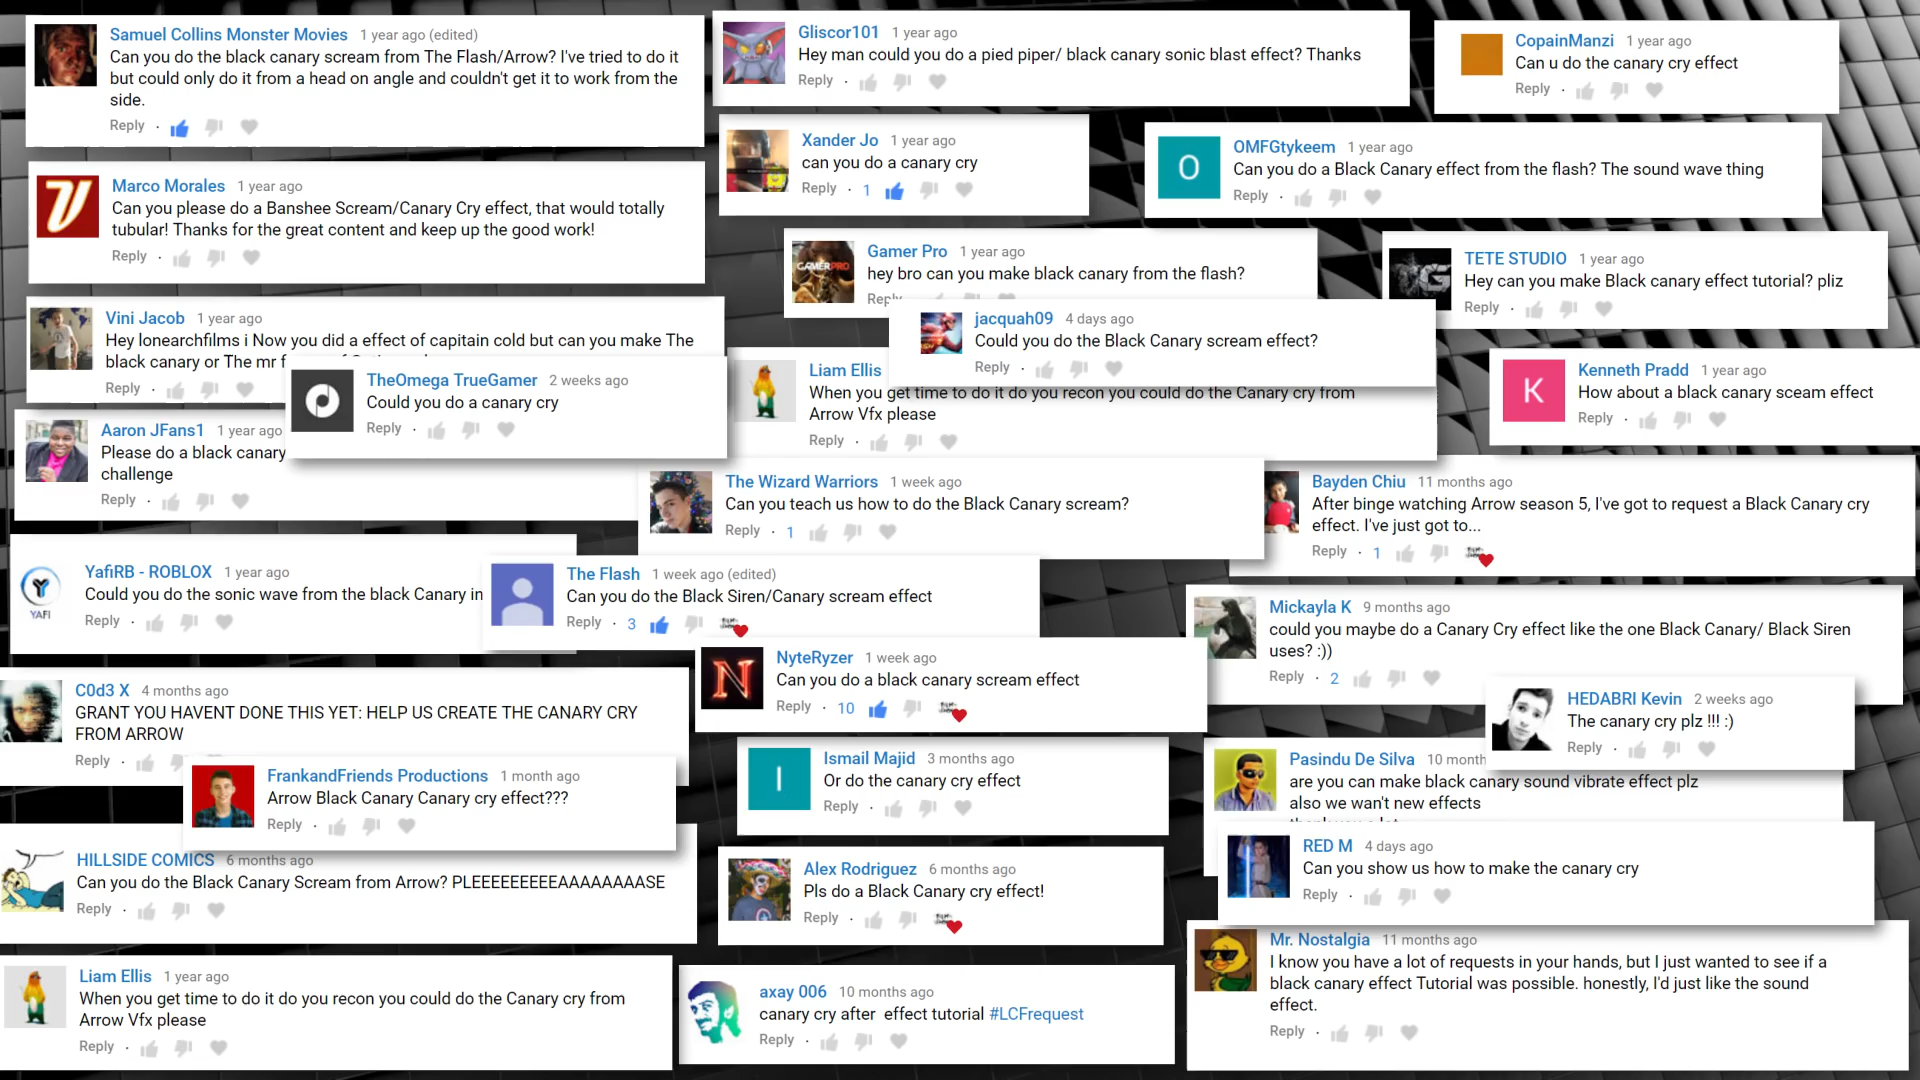 Samuel Collins Monster Movies 1 year ago (edited)
Can you do the black canary scream from The Flash/Arrow? I've tried to do it
but could only do it from a head on angle and couldn't get it to work from the
side.
Reply
Gliscor101 1 year ago
Hey man could you do a pied piper/ black canary sonic blast effect? Thanks
Reply
CopainManzi 1 year ago
Can u do the canary cry effect
Reply
Xander Jo 1 year ago
can you do a canary cry
Reply · 1
O
OMFGtykeem 1 year ago
Can you do a Black Canary effect from the flash? The sound wave thing
Reply
Marco Morales 1 year ago
Can you please do a Banshee Scream/Canary Cry effect, that would totally
tubular! Thanks for the great content and keep up the good work!
Reply
GAMERPRO
Gamer Pro 1 year ago
hey bro can you make black canary from the flash?
Reply
TETE STUDIO 1 year ago
Hey can you make Black canary effect tutorial? pliz
Reply
Vini Jacob 1 year ago
Hey lonearchfilms i Now you did a effect of capitain cold but can you make The
black canary or The mr
Reply
jacquah09 4 days ago
Could you do the Black Canary scream effect?
Reply
TheOmega TrueGamer 2 weeks ago
Could you do a canary cry
Reply
Liam Ellis
When you get time to do it do you recon you could do the Canary cry from
Arrow Vfx please
Reply
K
Kenneth Pradd 1 year ago
How about a black canary sceam effect
Reply
Aaron JFans1 1 year ago
Please do a black canary
challenge
Reply
The Wizard Warriors 1 week ago
Can you teach us how to do the Black Canary scream?
Reply · 1
Bayden Chiu 11 months ago
After binge watching Arrow season 5, I've got to request a Black Canary cry
effect. I've just got to...
Reply · 1
YAFI
YafiRB - ROBLOX 1 year ago
Could you do the sonic wave from the black Canary in
Reply
The Flash 1 week ago (edited)
Can you do the Black Siren/Canary scream effect
Reply · 3
Mickayla K 9 months ago
could you maybe do a Canary Cry effect like the one Black Canary/ Black Siren
uses? :))
Reply · 2
N
NyteRyzer 1 week ago
Can you do a black canary scream effect
Reply · 10
C0d3 X 4 months ago
GRANT YOU HAVENT DONE THIS YET: HELP US CREATE THE CANARY CRY
FROM ARROW
Reply
HEDABRI Kevin 2 weeks ago
The canary cry plz !!! :)
Reply
FrankandFriends Productions 1 month ago
Arrow Black Canary Canary cry effect???
Reply
I
Ismail Majid 3 months ago
Or do the canary cry effect
Reply
Pasindu De Silva 10 month
are you can make black canary sound vibrate effect plz
also we wan't new effects
HILLSIDE COMICS 6 months ago
Can you do the Black Canary Scream from Arrow? PLEEEEEEEEEAAAAAAAASE
Reply
Alex Rodriguez 6 months ago
Pls do a Black Canary cry effect!
Reply
RED M 4 days ago
Can you show us how to make the canary cry
Reply
Liam Ellis 1 year ago
When you get time to do it do you recon you could do the Canary cry from
Arrow Vfx please
Reply
axay 006 10 months ago
canary cry after effect tutorial #LCFrequest
Reply
Mr. Nostalgia 11 months ago
I know you have a lot of requests in your hands, but I just wanted to see if a
black canary effect Tutorial was possible. honestly, I'd just like the sound
effect.
Reply